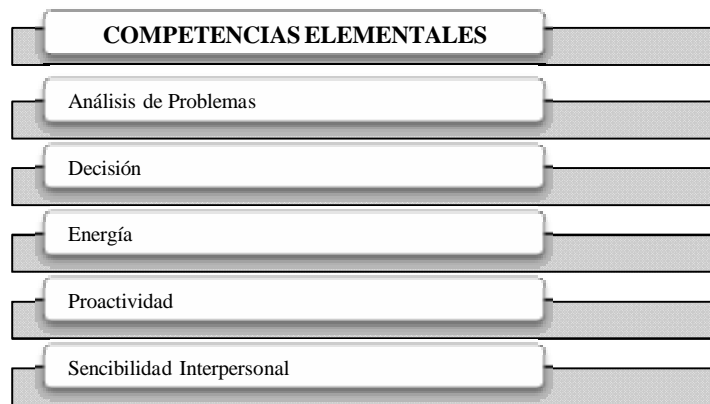 COMPETENCIAS ELEMENTALES
Análisis de Problemas
Decisión
Energía
Proactividad
Sencibilidad Interpersonal